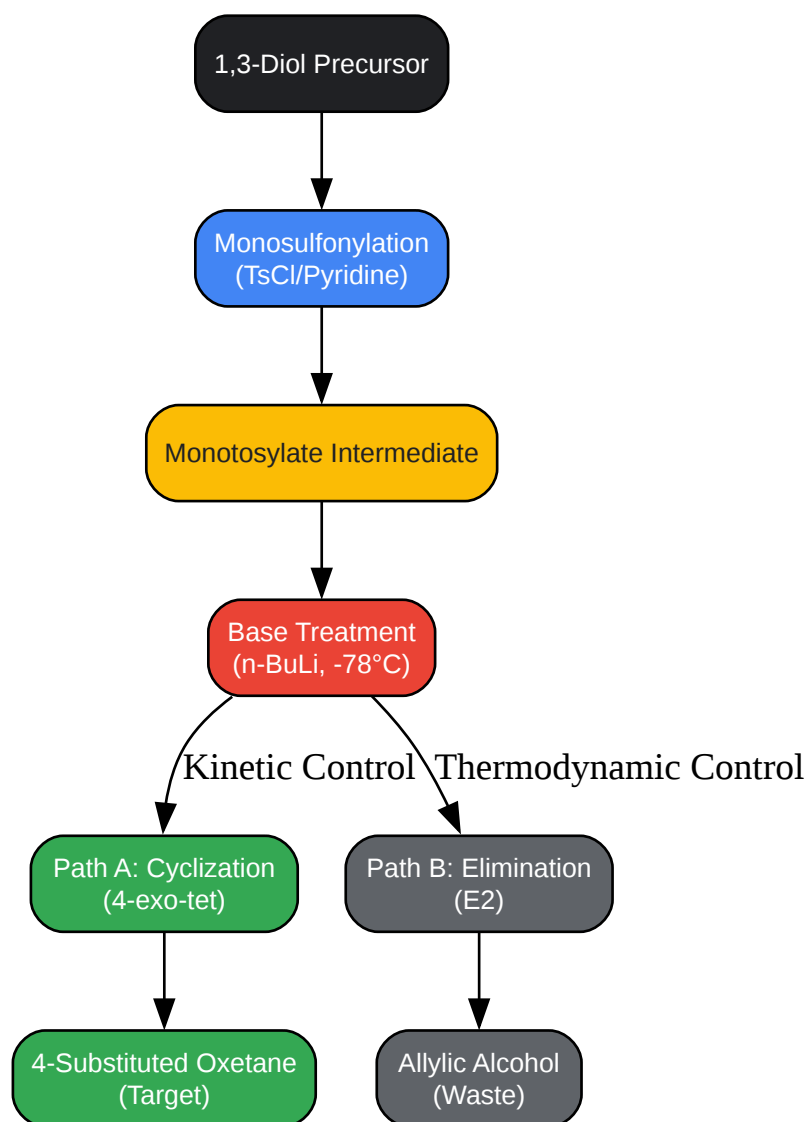 1,3-Diol Precursor
Monosulfonylation
(TsCl/Pyridine)
Monotosylate Intermediate
Base Treatment
(n-BuLi, -78°C)
Kinetic Control
Thermodynamic Control
Path A: Cyclization
(4-exo-tet)
Path B: Elimination
(E2)
4-Substituted Oxetane
(Target)
Allylic Alcohol
(Waste)